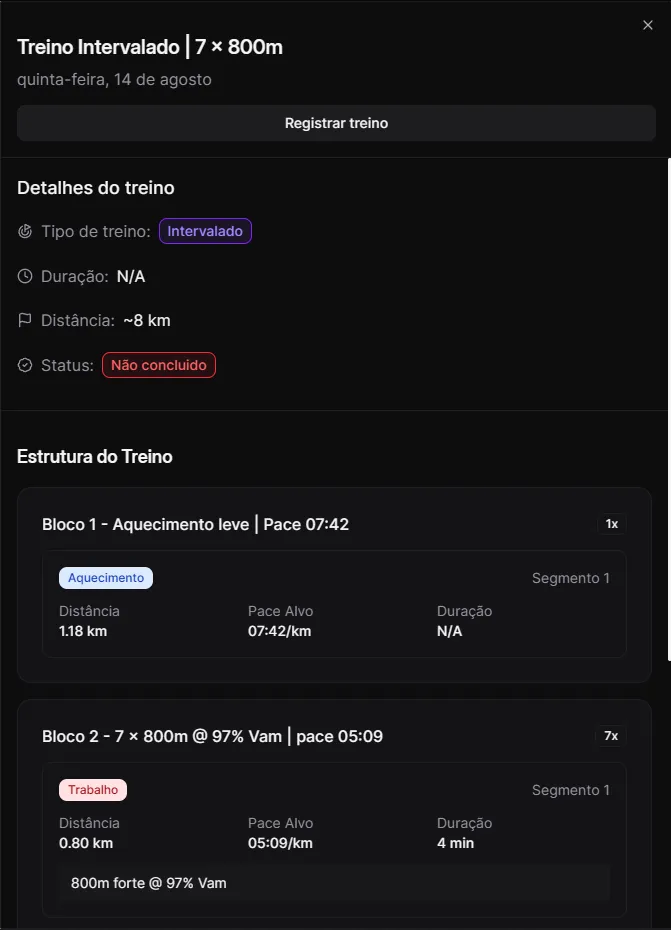 Treino Intervalado | 7 × 800m
quinta-feira, 14 de agosto
Registrar treino
Detalhes do treino
Tipo de treino: Intervalado
Duração: N/A
Distância: ~8 km
Status: Não concluido
Estrutura do Treino
Bloco 1 - Aquecimento leve | Pace 07:42 1x
Aquecimento Segmento 1
Distância Pace Alvo Duração
1.18 km 07:42/km N/A
Bloco 2 - 7 × 800m @ 97% Vam | pace 05:09 7x
Trabalho Segmento 1
Distância Pace Alvo Duração
0.80 km 05:09/km 4 min
800m forte @ 97% Vam